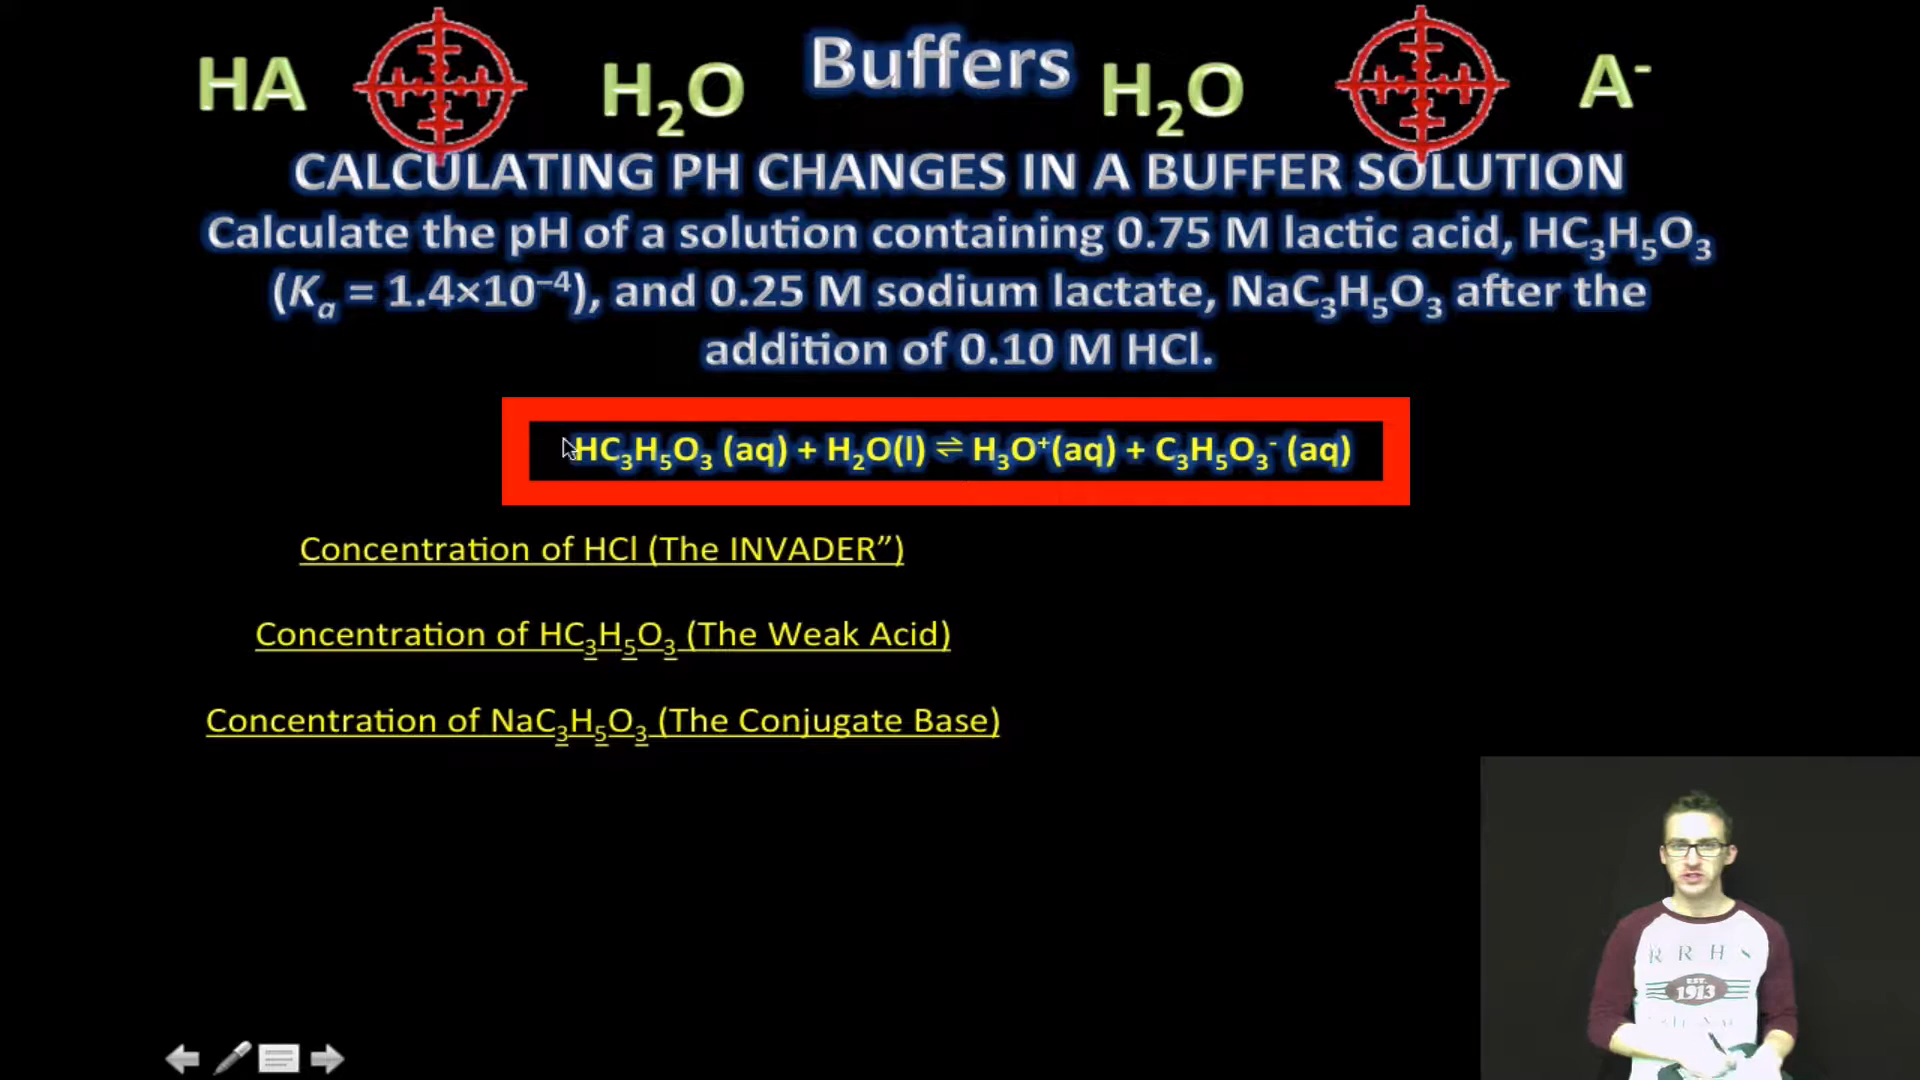 HA H₂O Buffers H₂O A⁻
CALCULATING PH CHANGES IN A BUFFER SOLUTION
Calculate the pH of a solution containing 0.75 M lactic acid, HC₃H₅O₃
(Kₐ = 1.4×10⁻⁴), and 0.25 M sodium lactate, NaC₃H₅O₃ after the
addition of 0.10 M HCl.
HC₃H₅O₃ (aq) + H₂O(l) ⇌ H₃O⁺(aq) + C₃H₅O₃⁻ (aq)
Concentration of HCl (The INVADER”)
Concentration of HC₃H₅O₃ (The Weak Acid)
Concentration of NaC₃H₅O₃ (The Conjugate Base)
R R H S
EST.
1913